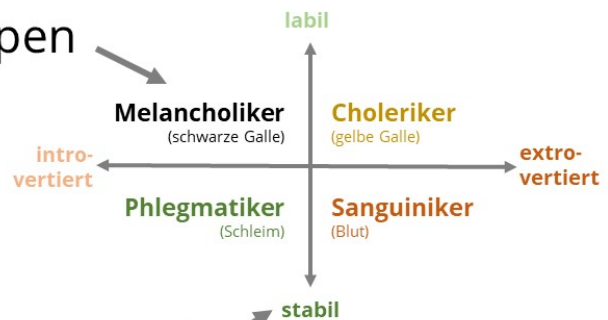 labil
pen
Melancholiker
(schwarze Galle)
Choleriker
(gelbe Galle)
intro-
vertiert
extro-
vertiert
Phlegmatiker
(Schleim)
Sanguiniker
(Blut)
stabil